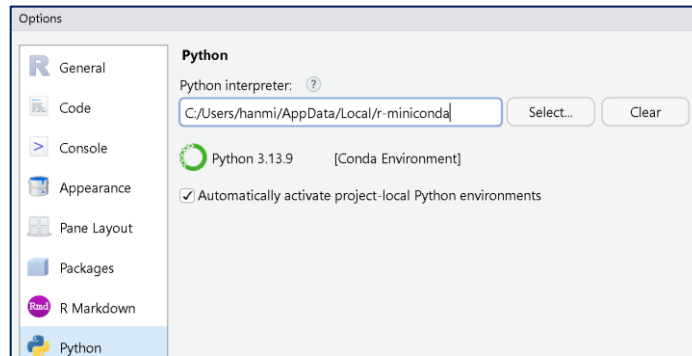 Options
R General
Code
Console
Appearance
Pane Layout
Packages
Rmd R Markdown
Python
Python
Python interpreter: ?
C:/Users/hanmi/AppData/Local/r-miniconda
Select...
Clear
Python 3.13.9 [Conda Environment]
Automatically activate project-local Python environments